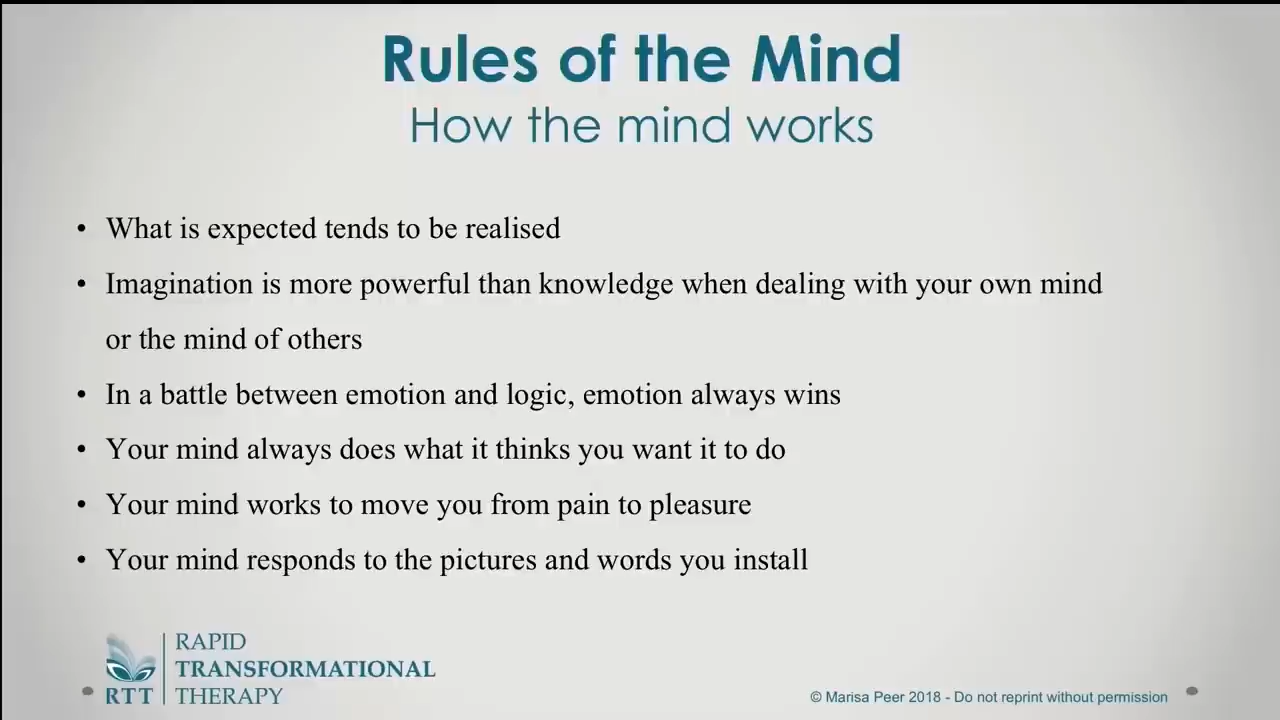 Rules of the Mind
How the mind works
• What is expected tends to be realised
• Imagination is more powerful than knowledge when dealing with your own mind
or the mind of others
• In a battle between emotion and logic, emotion always wins
• Your mind always does what it thinks you want it to do
• Your mind works to move you from pain to pleasure
• Your mind responds to the pictures and words you install
RTT
RAPID
TRANSFORMATIONAL
THERAPY
© Marisa Peer 2018 - Do not reprint without permission